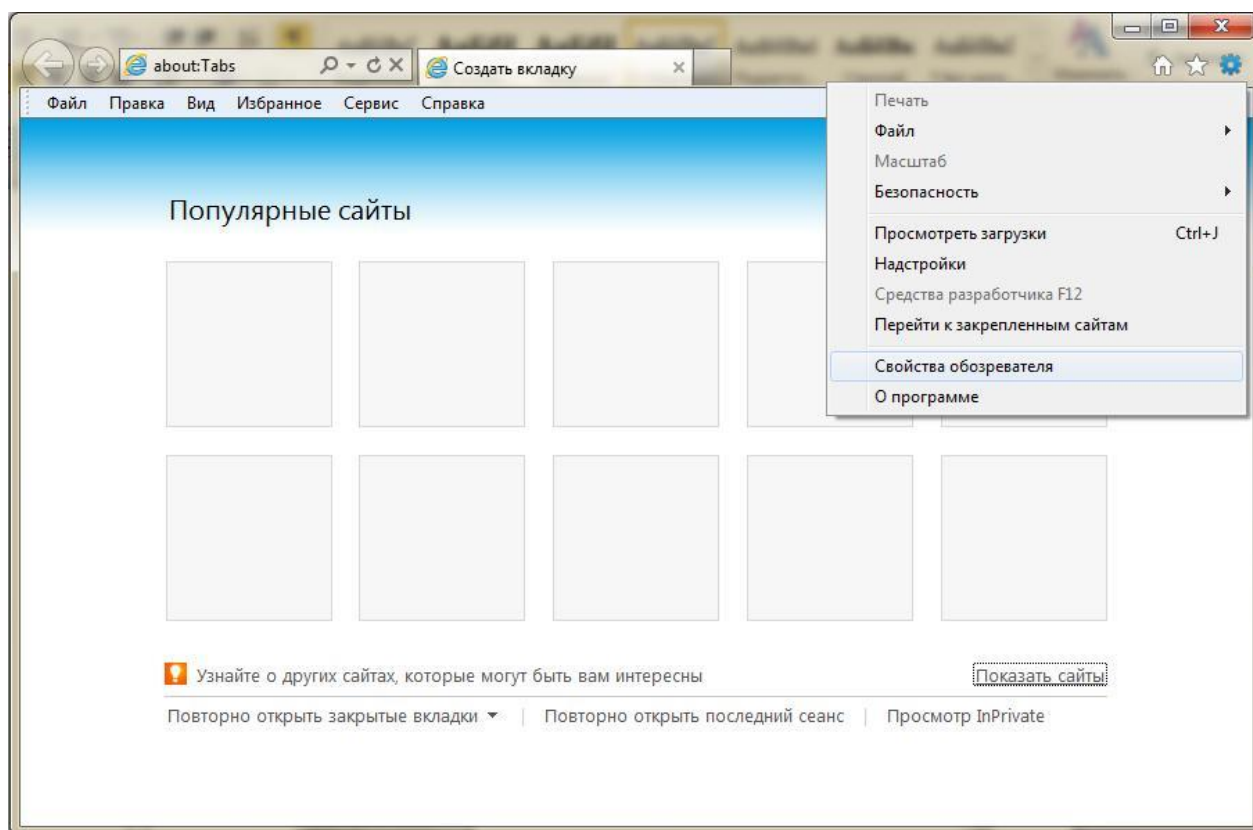 about:Tabs
Создать вкладку
Файл Правка Вид Избранное Сервис Справка
Популярные сайты
Печать
Файл
Масштаб
Безопасность
Просмотреть загрузки Ctrl+J
Надстройки
Средства разработчика F12
Перейти к закрепленным сайтам
Свойства обозревателя
О программе
Узнайте о других сайтах, которые могут быть вам интересны Показать сайты
Повторно открыть закрытые вкладки Повторно открыть последний сеанс Просмотр InPrivate